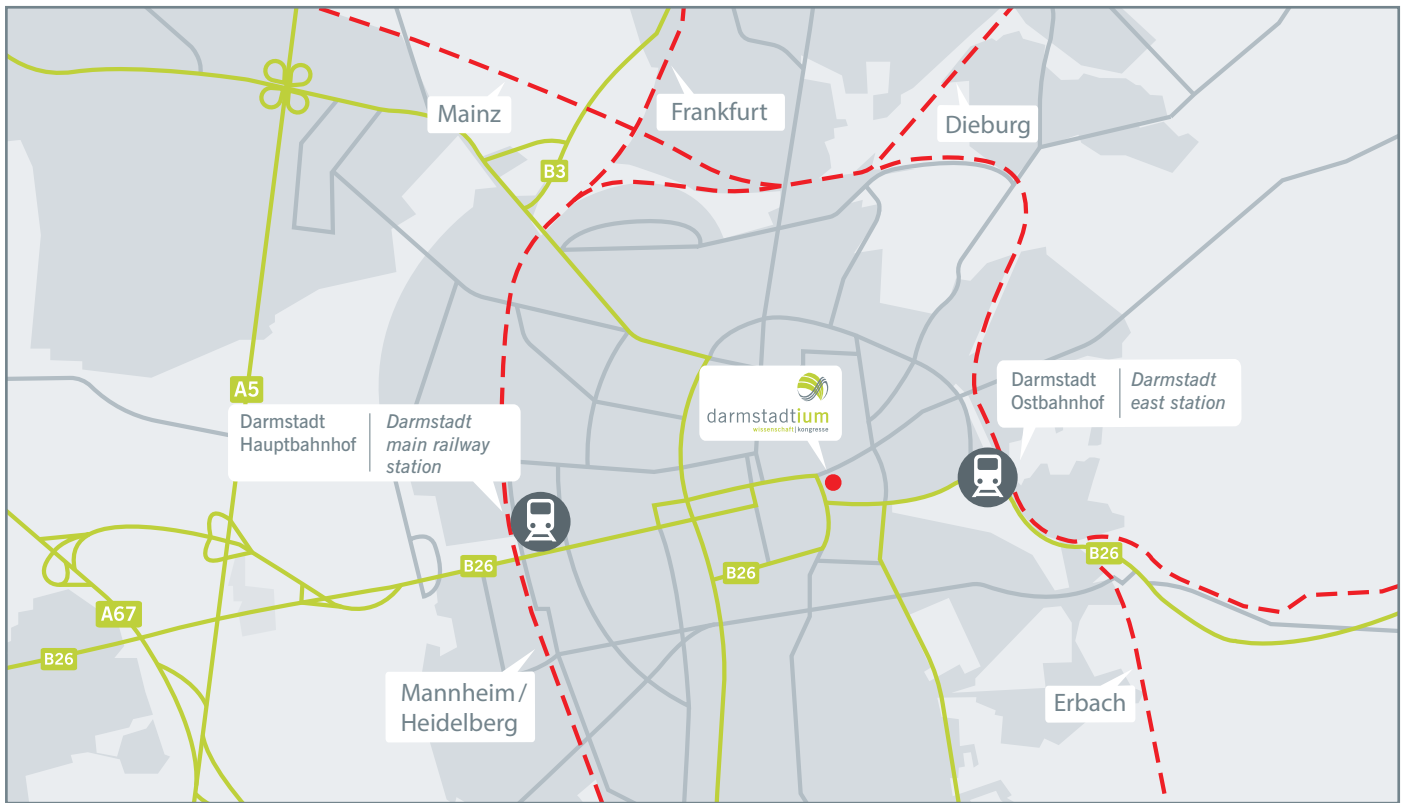 Mainz
Frankfurt
Dieburg
B3
A5
Darmstadt
Hauptbahnhof
Darmstadt
main railway
station
darmstadtium
wissenschaft | kongresse
Darmstadt
Ostbahnhof
Darmstadt
east station
B26
B26
B26
A67
B26
Mannheim /
Heidelberg
Erbach